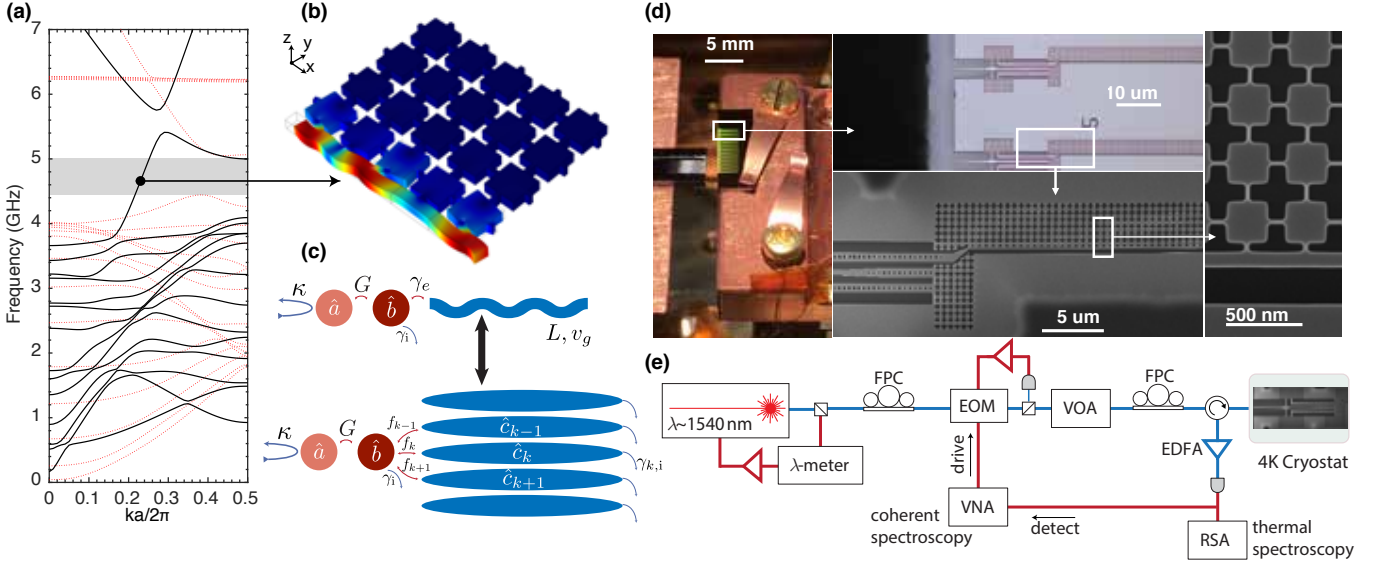 (a)
7
6
5
4
3
2
1
0
Frequency (GHz)
0 0.1 0.2 0.3 0.4 0.5
ka/2π
(b)
z y x
(c)
κ G γe
â b̂
γi
L, vg
κ G fk−1 ĉk−1
â b̂ fk ĉk γk,i
fk+1 ĉk+1
γi
(d)
5 mm
10 um
5
5 um
500 nm
(e)
λ~1540 nm
FPC
EOM
VOA
FPC
λ-meter
drive
EDFA
4K Cryostat
coherent
spectroscopy
VNA
detect
RSA
thermal
spectroscopy